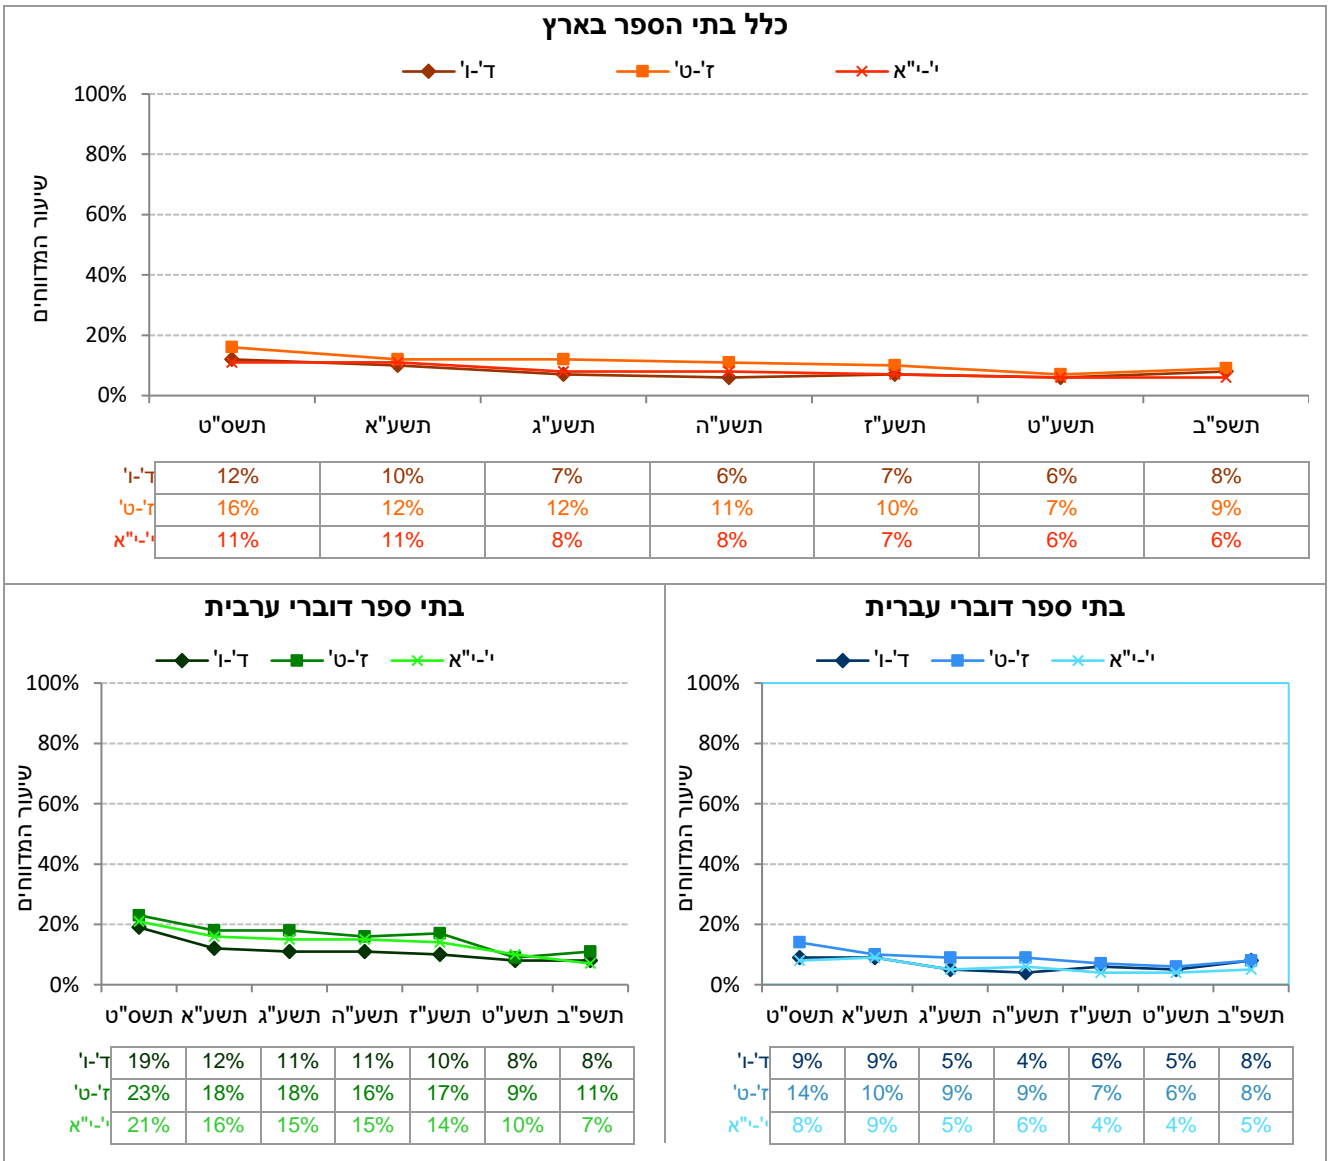 כלל בתי הספר בארץ
ד'-ו' ז'-ט' י'-י"א
שיעור המדווחים
100%
80%
60%
40%
20%
0%
תשס"ט תשע"א תשע"ג תשע"ה תשע"ז תשע"ט תשפ"ב
ד'-ו' 12% 10% 7% 6% 7% 6% 8%
ז'-ט' 16% 12% 12% 11% 10% 7% 9%
י'-י"א 11% 11% 8% 8% 7% 6% 6%
בתי ספר דוברי עברית
ד'-ו' ז'-ט' י'-י"א
שיעור המדווחים
100%
80%
60%
40%
20%
0%
תשס"ט תשע"א תשע"ג תשע"ה תשע"ז תשע"ט תשפ"ב
ד'-ו' 9% 9% 5% 4% 6% 5% 8%
ז'-ט' 14% 10% 9% 9% 7% 6% 8%
י'-י"א 8% 9% 5% 6% 4% 4% 5%
בתי ספר דוברי ערבית
ד'-ו' ז'-ט' י'-י"א
שיעור המדווחים
100%
80%
60%
40%
20%
0%
תשס"ט תשע"א תשע"ג תשע"ה תשע"ז תשע"ט תשפ"ב
ד'-ו' 19% 12% 11% 11% 10% 8% 8%
ז'-ט' 23% 18% 18% 16% 17% 9% 11%
י'-י"א 21% 16% 15% 15% 14% 10% 7%